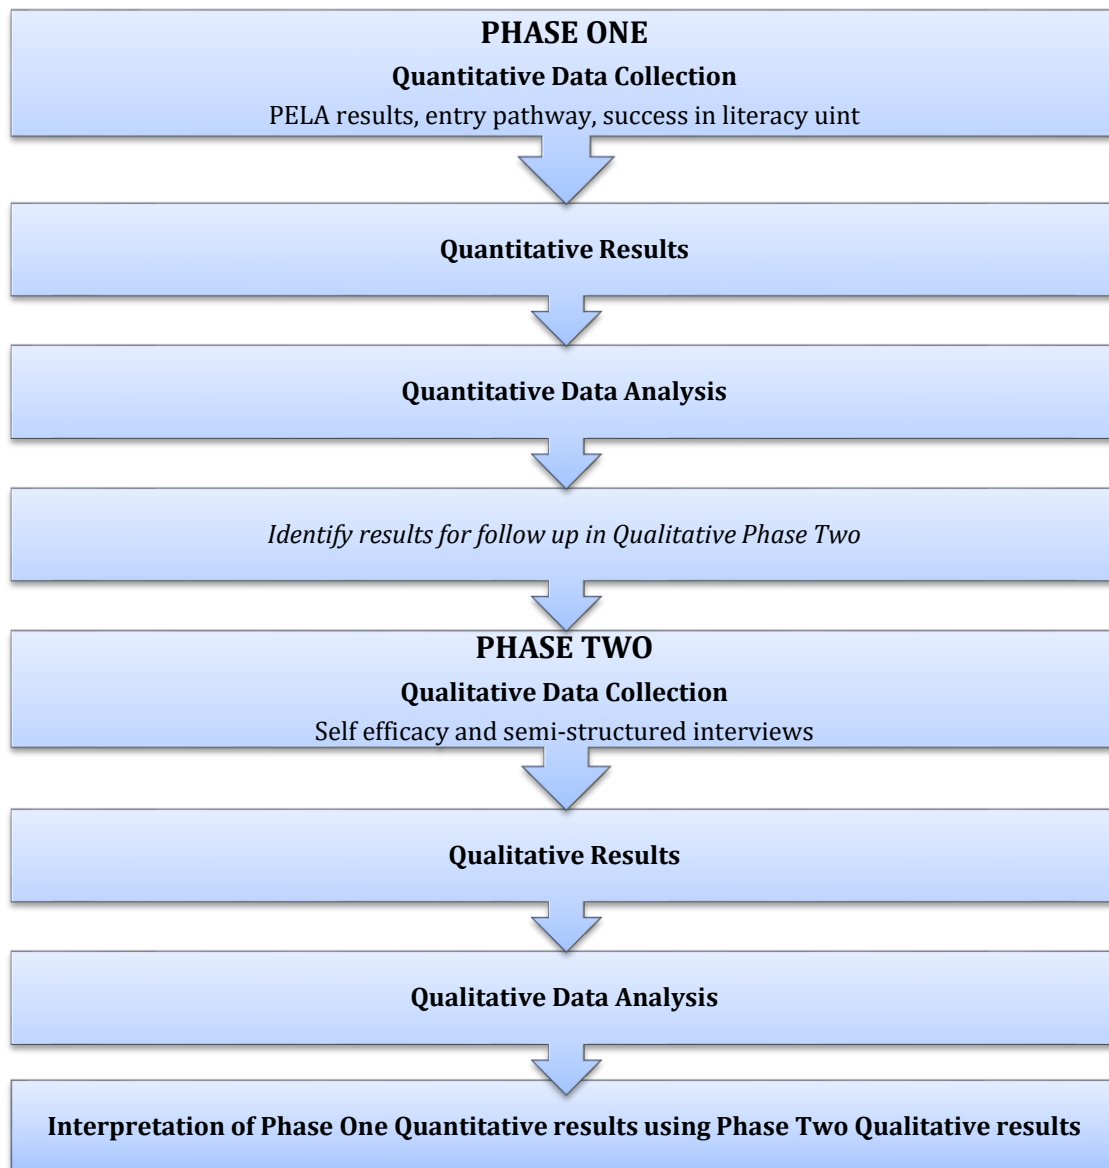 PHASE ONE
Quantitative Data Collection
PELA results, entry pathway, success in literacy uint
Quantitative Results
Quantitative Data Analysis
Identify results for follow up in Qualitative Phase Two
PHASE TWO
Qualitative Data Collection
Self efficacy and semi-structured interviews
Qualitative Results
Qualitative Data Analysis
Interpretation of Phase One Quantitative results using Phase Two Qualitative results